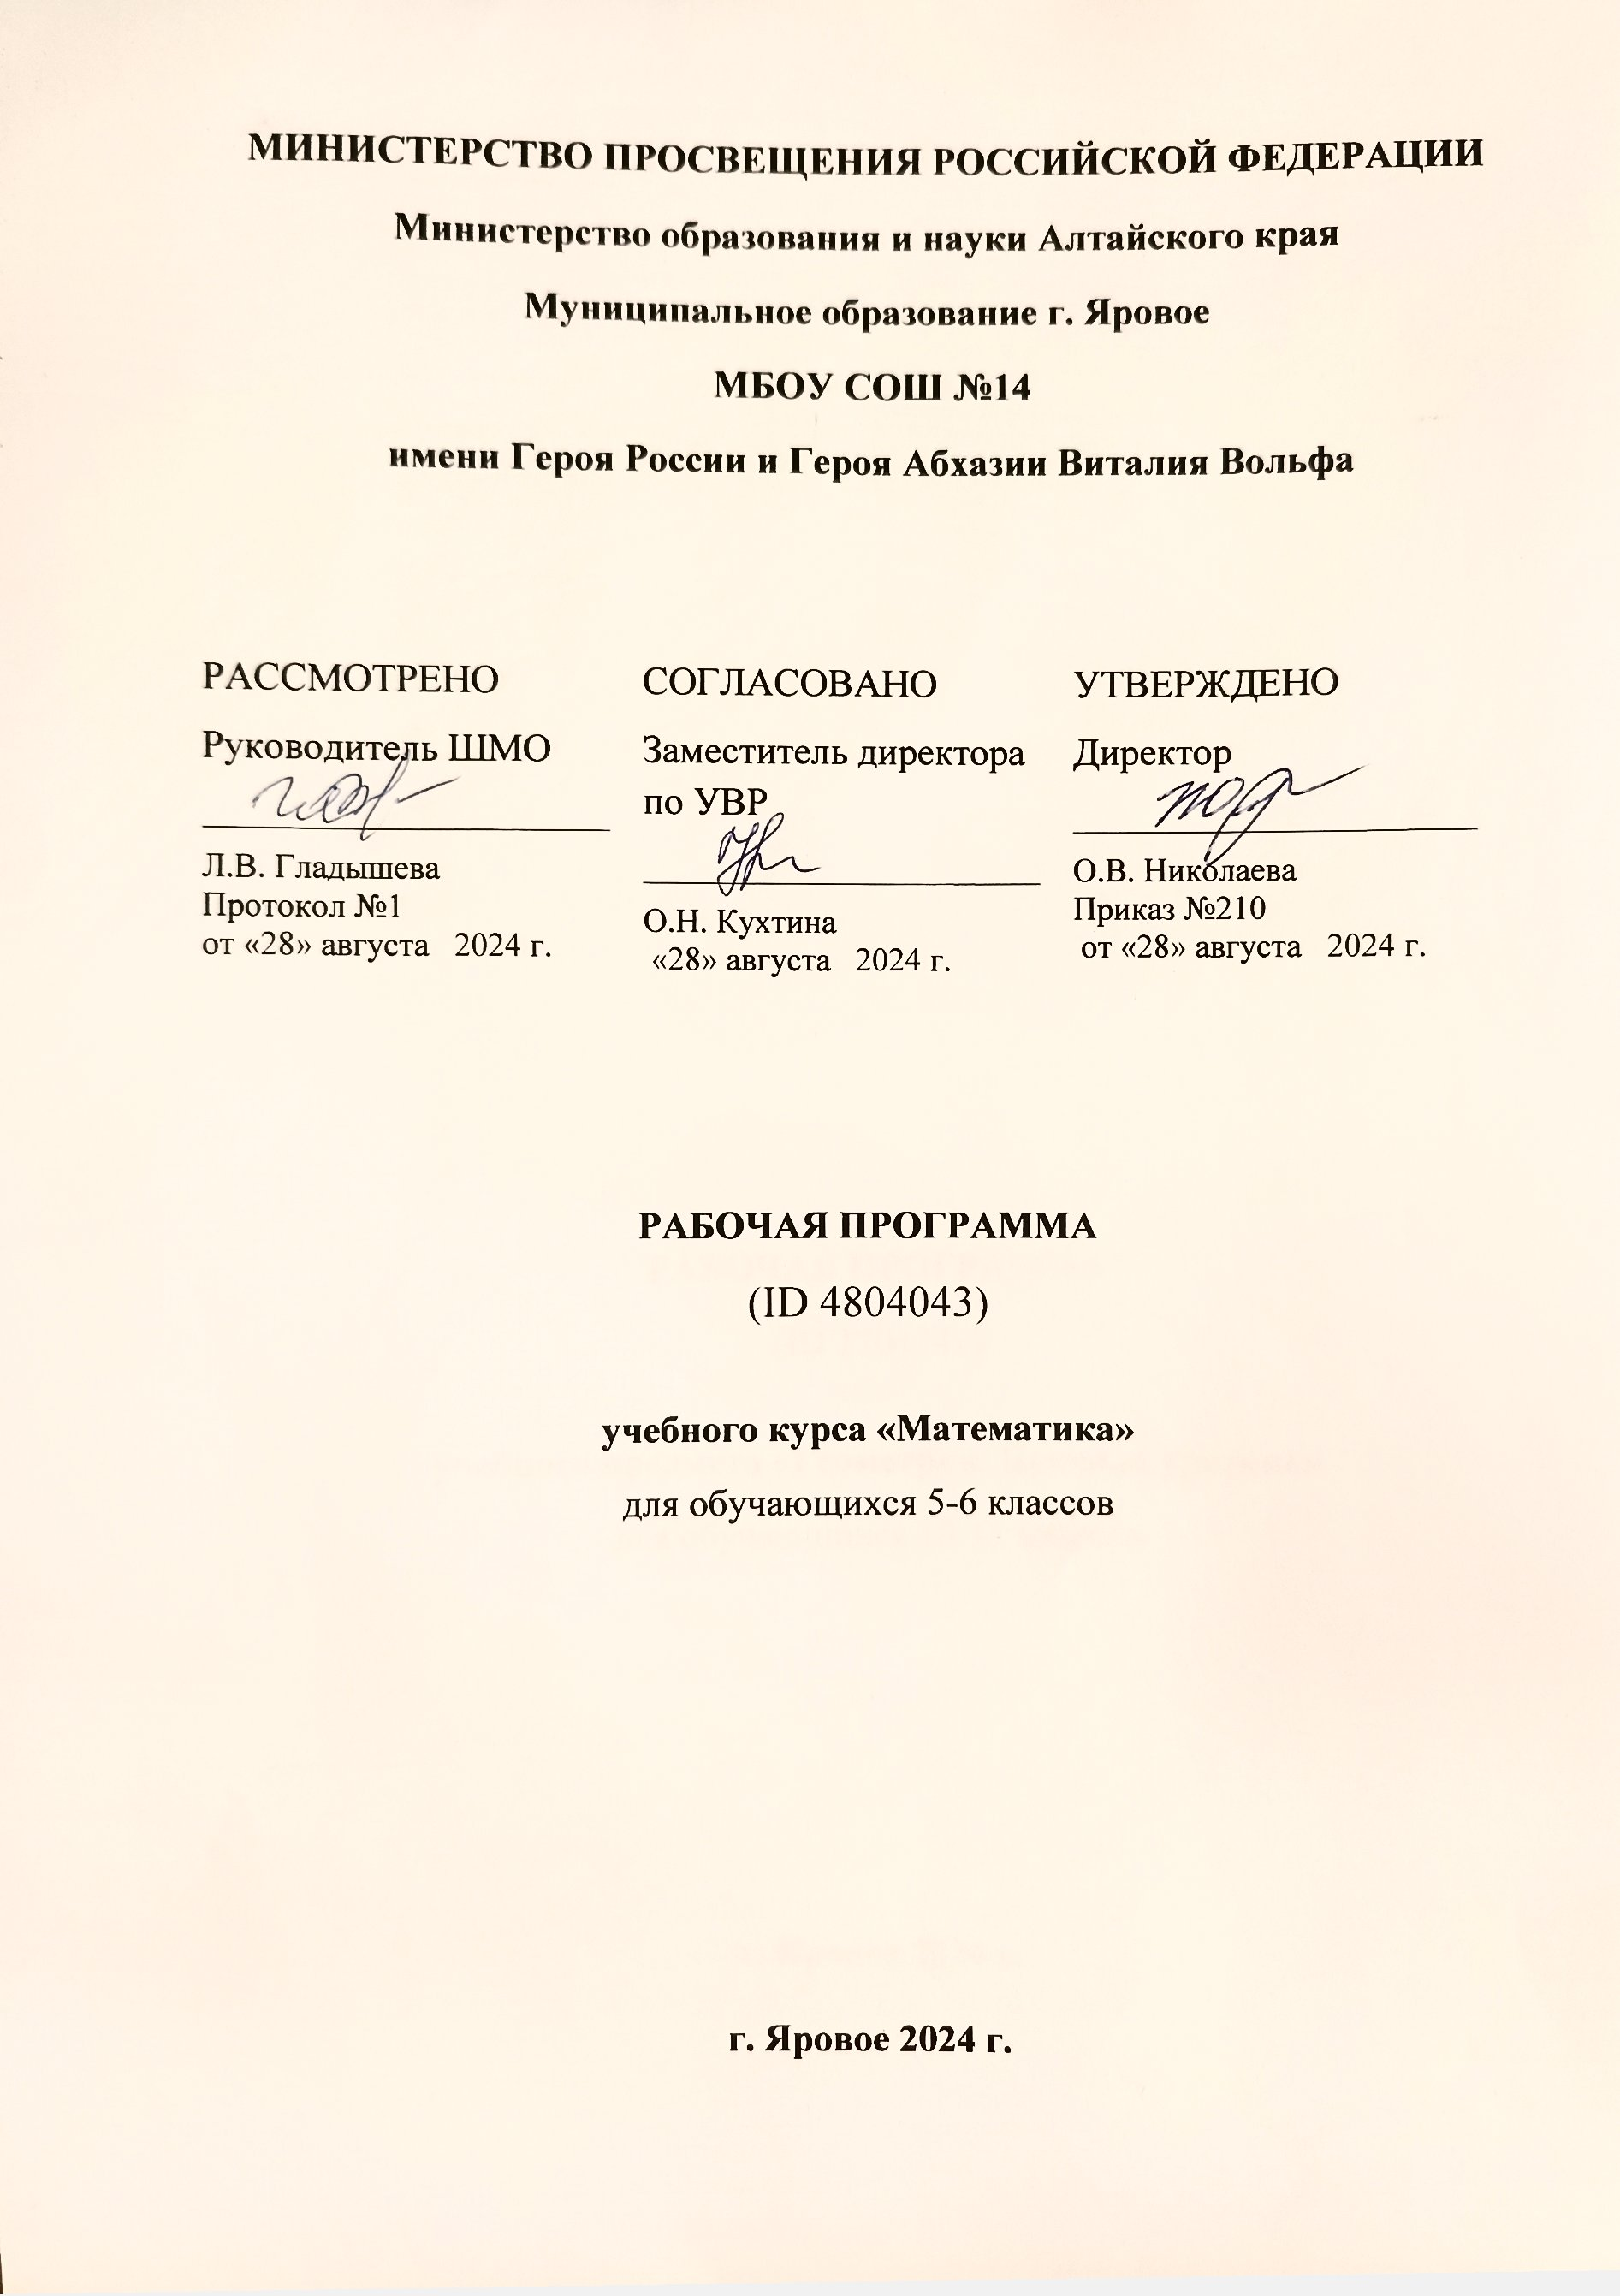 МИНИСТЕРСТВО ПРОСВЕЩЕНИЯ РОССИЙСКОЙ ФЕДЕРАЦИИ
Министерство образования и науки Алтайского края
Муниципальное образование г. Яровое
МБОУ СОШ №14
имени Героя России и Героя Абхазии Виталия Вольфа
РАССМОТРЕНО
Руководитель ШМО
Л.В. Гладышева
Протокол №1
от «28» августа 2024 г.
СОГЛАСОВАНО
Заместитель директора
по УВР
О.Н. Кухтина
«28» августа 2024 г.
УТВЕРЖДЕНО
Директор
О.В. Николаева
Приказ №210
от «28» августа 2024 г.
РАБОЧАЯ ПРОГРАММА
(ID 4804043)
учебного курса «Математика»
для обучающихся 5-6 классов
г. Яровое 2024 г.